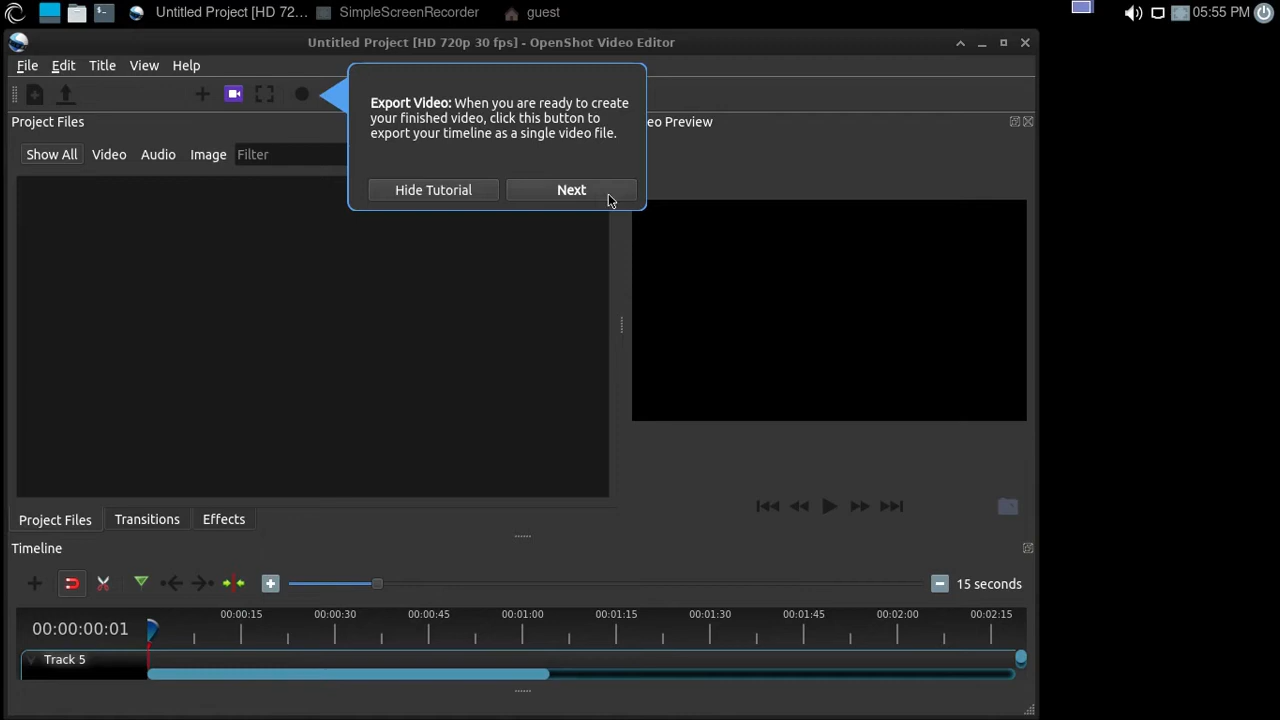 Untitled Project [HD 72... SimpleScreenRecorder guest 05:55 PM
Untitled Project [HD 720p 30 fps] - OpenShot Video Editor
File Edit Title View Help
Export Video: When you are ready to create
your finished video, click this button to
export your timeline as a single video file.
Hide Tutorial Next
Project Files eo Preview
Show All Video Audio Image Filter
Project Files Transitions Effects
Timeline
15 seconds
00:00:00:01 00:00:15 00:00:30 00:00:45 00:01:00 00:01:15 00:01:30 00:01:45 00:02:00 00:02:15
Track 5